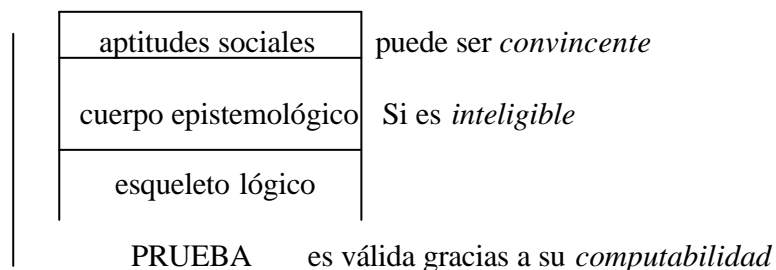 aptitudes sociales puede ser convincente
cuerpo epistemológico Si es inteligible
esqueleto lógico
PRUEBA es válida gracias a su computabilidad